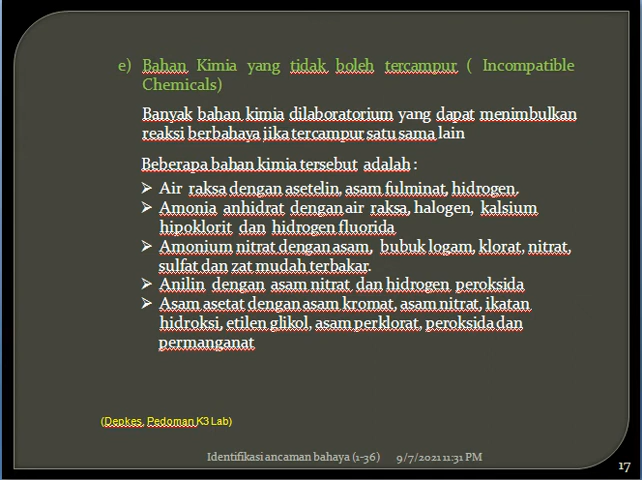 e) Bahan Kimia yang tidak boleh tercampur ( Incompatible
Chemicals)
Banyak bahan kimia dilaboratorium yang dapat menimbulkan
reaksi berbahaya jika tercampur satu sama lain
Beberapa bahan kimia tersebut adalah :
➢ Air raksa dengan asetelin, asam fulminat, hidrogen.
➢ Amonia anhidrat dengan air raksa, halogen, kalsium
hipoklorit dan hidrogen fluorida
➢ Amonium nitrat dengan asam, bubuk logam, klorat, nitrat,
sulfat dan zat mudah terbakar.
➢ Anilin dengan asam nitrat dan hidrogen peroksida
➢ Asam asetat dengan asam kromat, asam nitrat, ikatan
hidroksi, etilen glikol, asam perklorat, peroksida dan
permanganat
(Depkes, Pedoman K3 Lab)
Identifikasi ancaman bahaya (1-36) 9/7/2021 11:31 PM
17